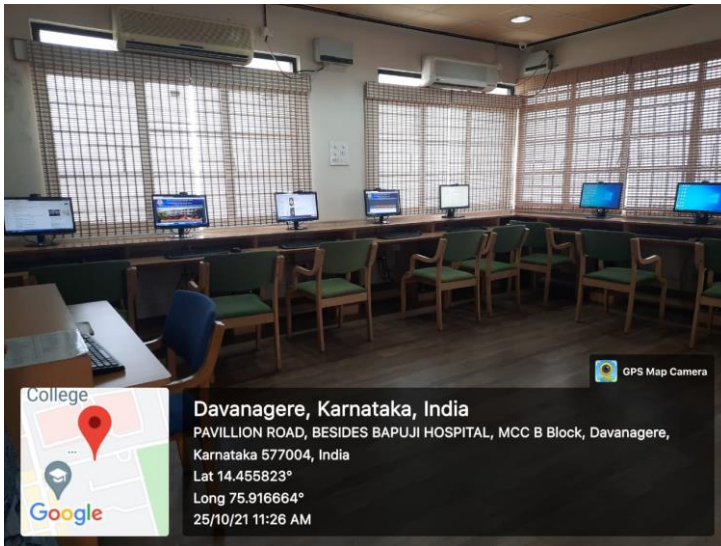 GPS Map Camera
College
Google
Davanagere, Karnataka, India
PAVILLION ROAD, BESIDES BAPUJI HOSPITAL, MCC B Block, Davanagere,
Karnataka 577004, India
Lat 14.455823°
Long 75.916664°
25/10/21 11:26 AM